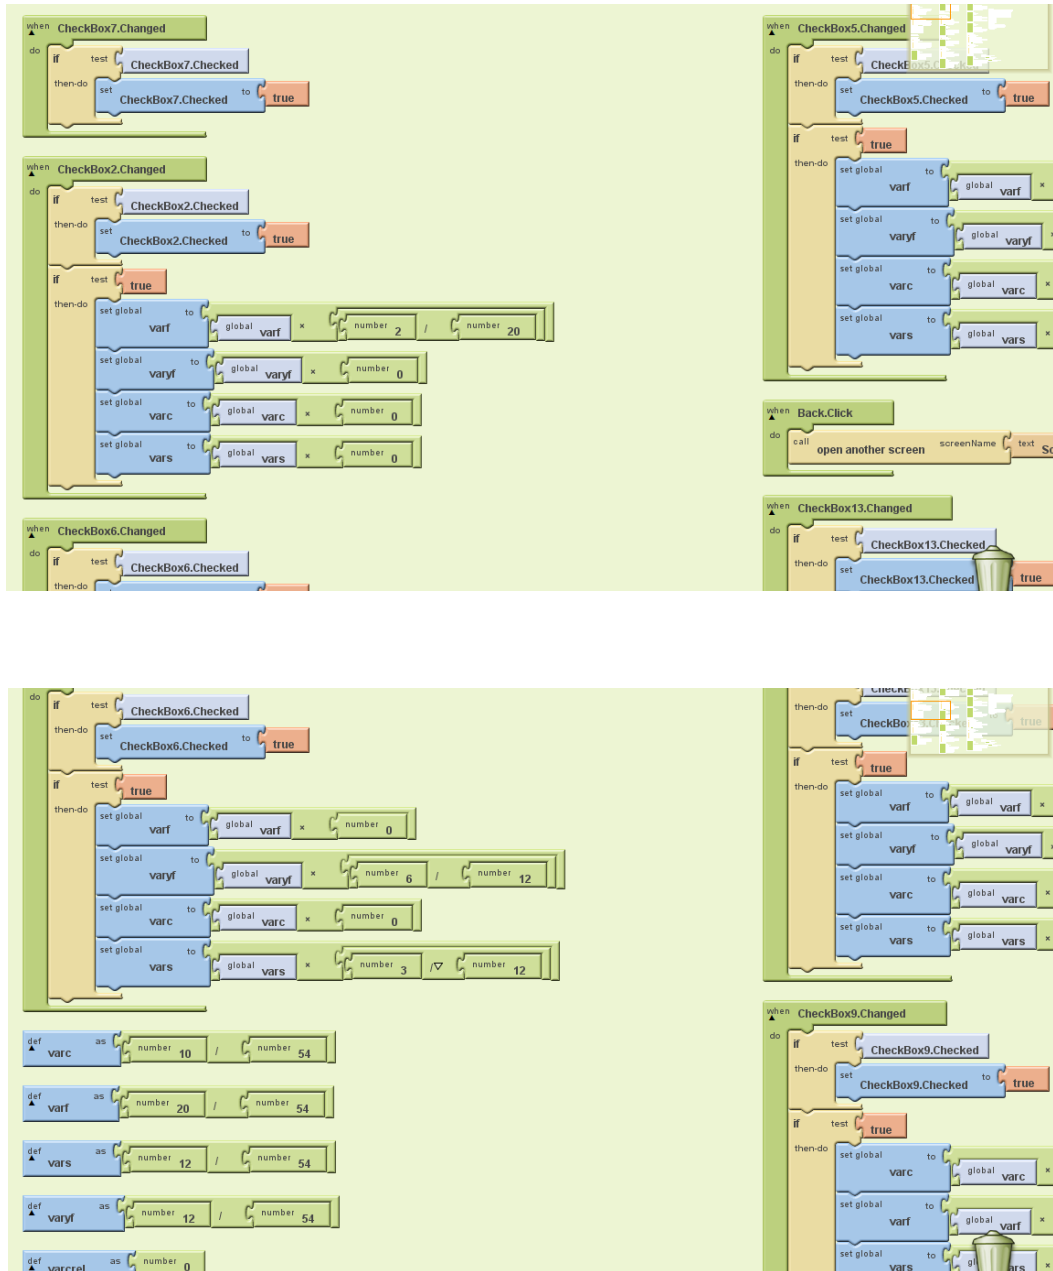 when CheckBox7.Changed
do if test CheckBox7.Checked
then-do set CheckBox7.Checked to true
when CheckBox2.Changed
do if test CheckBox2.Checked
then-do set CheckBox2.Checked to true
if test true
then-do set global varf to global varf × number 2 / number 20
set global varyf to global varyf × number 0
set global varc to global varc × number 0
set global vars to global vars × number 0
when CheckBox6.Changed
do if test CheckBox6.Checked
then-do
when CheckBox5.Changed
do if test
then-do set CheckBox5.Checked to true
if test true
then-do set global varf to global varf ×
set global varyf to global varyf ×
set global varc to global varc ×
set global vars to global vars ×
when Back.Click
do call open another screen screenName text
when CheckBox13.Changed
do if test CheckBox13.Checked
then-do set CheckBox13.Checked true
do if test CheckBox6.Checked
then-do set CheckBox6.Checked to true
if test true
then-do set global varf to global varf × number 0
set global varyf to global varyf × number 6 / number 12
set global varc to global varc × number 0
set global vars to global vars × number 3 / number 12
def varc as number 10 / number 54
def varf as number 20 / number 54
def vars as number 12 / number 54
def varyf as number 12 / number 54
def varcrel as number 0
then-do set true
if test true
then-do set global varf to global varf ×
set global varyf to global varyf ×
set global varc to global varc ×
set global vars to global vars ×
when CheckBox9.Changed
do if test CheckBox9.Checked
then-do set CheckBox9.Checked to true
if test true
then-do set global varc to global varc ×
set global varf to global varf ×
set global vars to